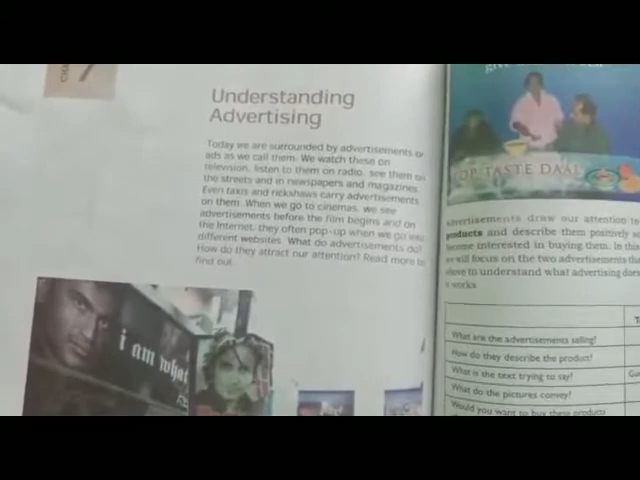 7
Understanding
Advertising
Today we are surrounded by advertisements or
ads as we call them. We watch these on
television, listen to them on radio, see them on
the streets and in newspapers and magazines.
Even taxis and rickshaws carry advertisements
on them. When we go to cinemas, we see
advertisements before the film begins and on
the Internet, they often pop-up when we go
different websites. What do advertisements do?
How do they attract our attention? Read more to
find out.
i am what
TOP TASTE DAAL
advertisements draw our attention to
products and describe them positively so
become interested in buying them. In this
we will focus on the two advertisements
above to understand what advertising does
it works.
What are the advertisements selling?
How do they describe the product?
What is the text trying to say?
What do the pictures convey?
Would you want to buy these products